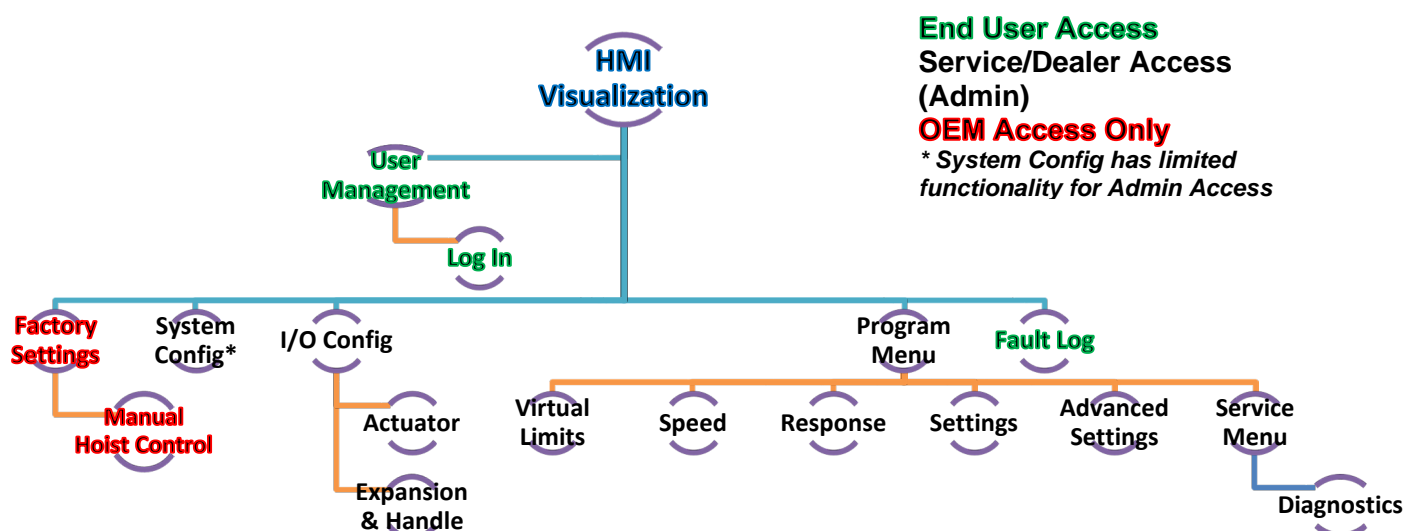 HMI
Visualization
End User Access
Service/Dealer Access
(Admin)
OEM Access Only
* System Config has limited
functionality for Admin Access
User
Management
Log In
Factory
Settings
System
Config*
I/O Config
Program
Menu
Fault Log
Manual
Hoist Control
Actuator
Expansion
& Handle
Virtual
Limits
Speed
Response
Settings
Advanced
Settings
Service
Menu
Diagnostics